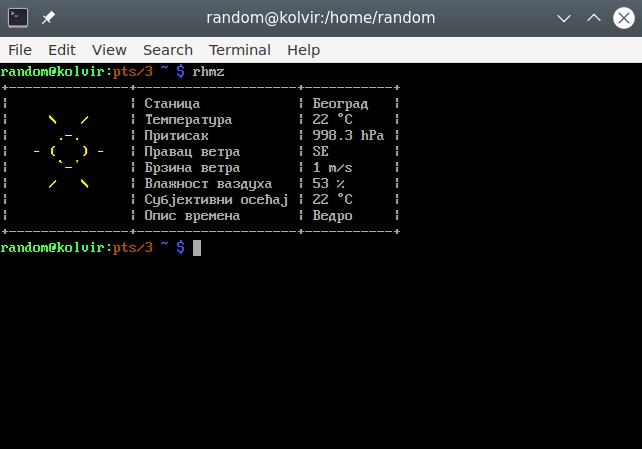 random@kolvir:/home/random
File Edit View Search Terminal Help
random@kolvir:pts/3 ~ $ rhmz
+---------------+--------------------+-----------+
|               | Станица            | Београд   |
|     \   /     | Температура        | 22 °C     |
|      .-.      | Притисак           | 998.3 hPa |
|   - (   ) -   | Правац ветра       | SE        |
|      `-’      | Брзина ветра       | 1 m/s     |
|     /   \     | Влажност ваздуха   | 53 %      |
|               | Субјективни осећај | 22 °C     |
|               | Опис времена       | Ведро     |
+---------------+--------------------+-----------+
random@kolvir:pts/3 ~ $